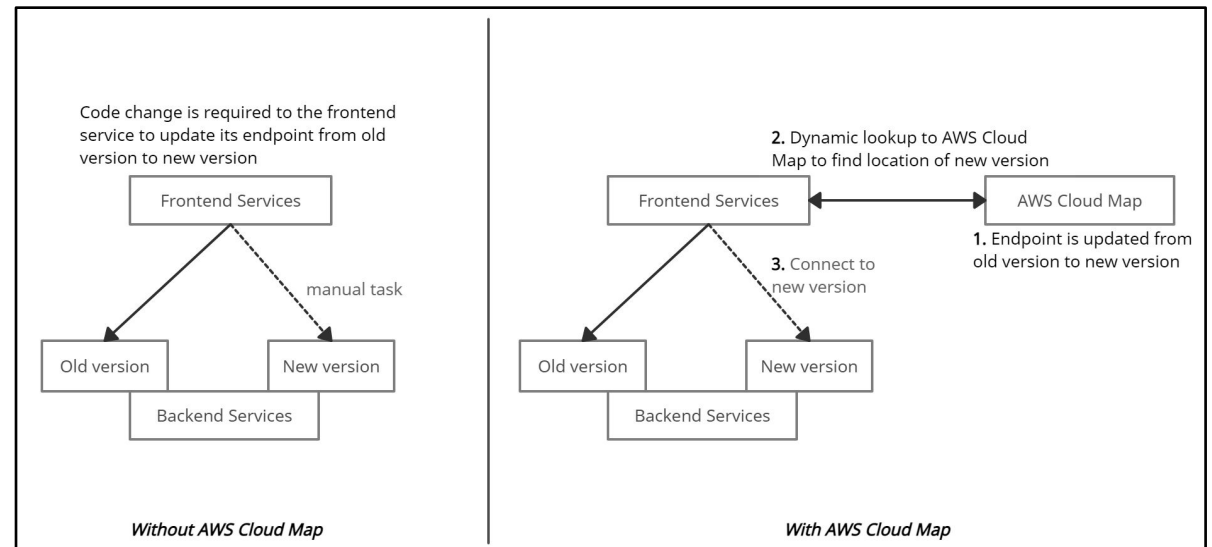 Code change is required to the frontend
service to update its endpoint from old
version to new version
Frontend Services
manual task
Old version
New version
Backend Services
Without AWS Cloud Map
2. Dynamic lookup to AWS Cloud
Map to find location of new version
Frontend Services
AWS Cloud Map
1. Endpoint is updated from
old version to new version
3. Connect to
new version
Old version
New version
Backend Services
With AWS Cloud Map